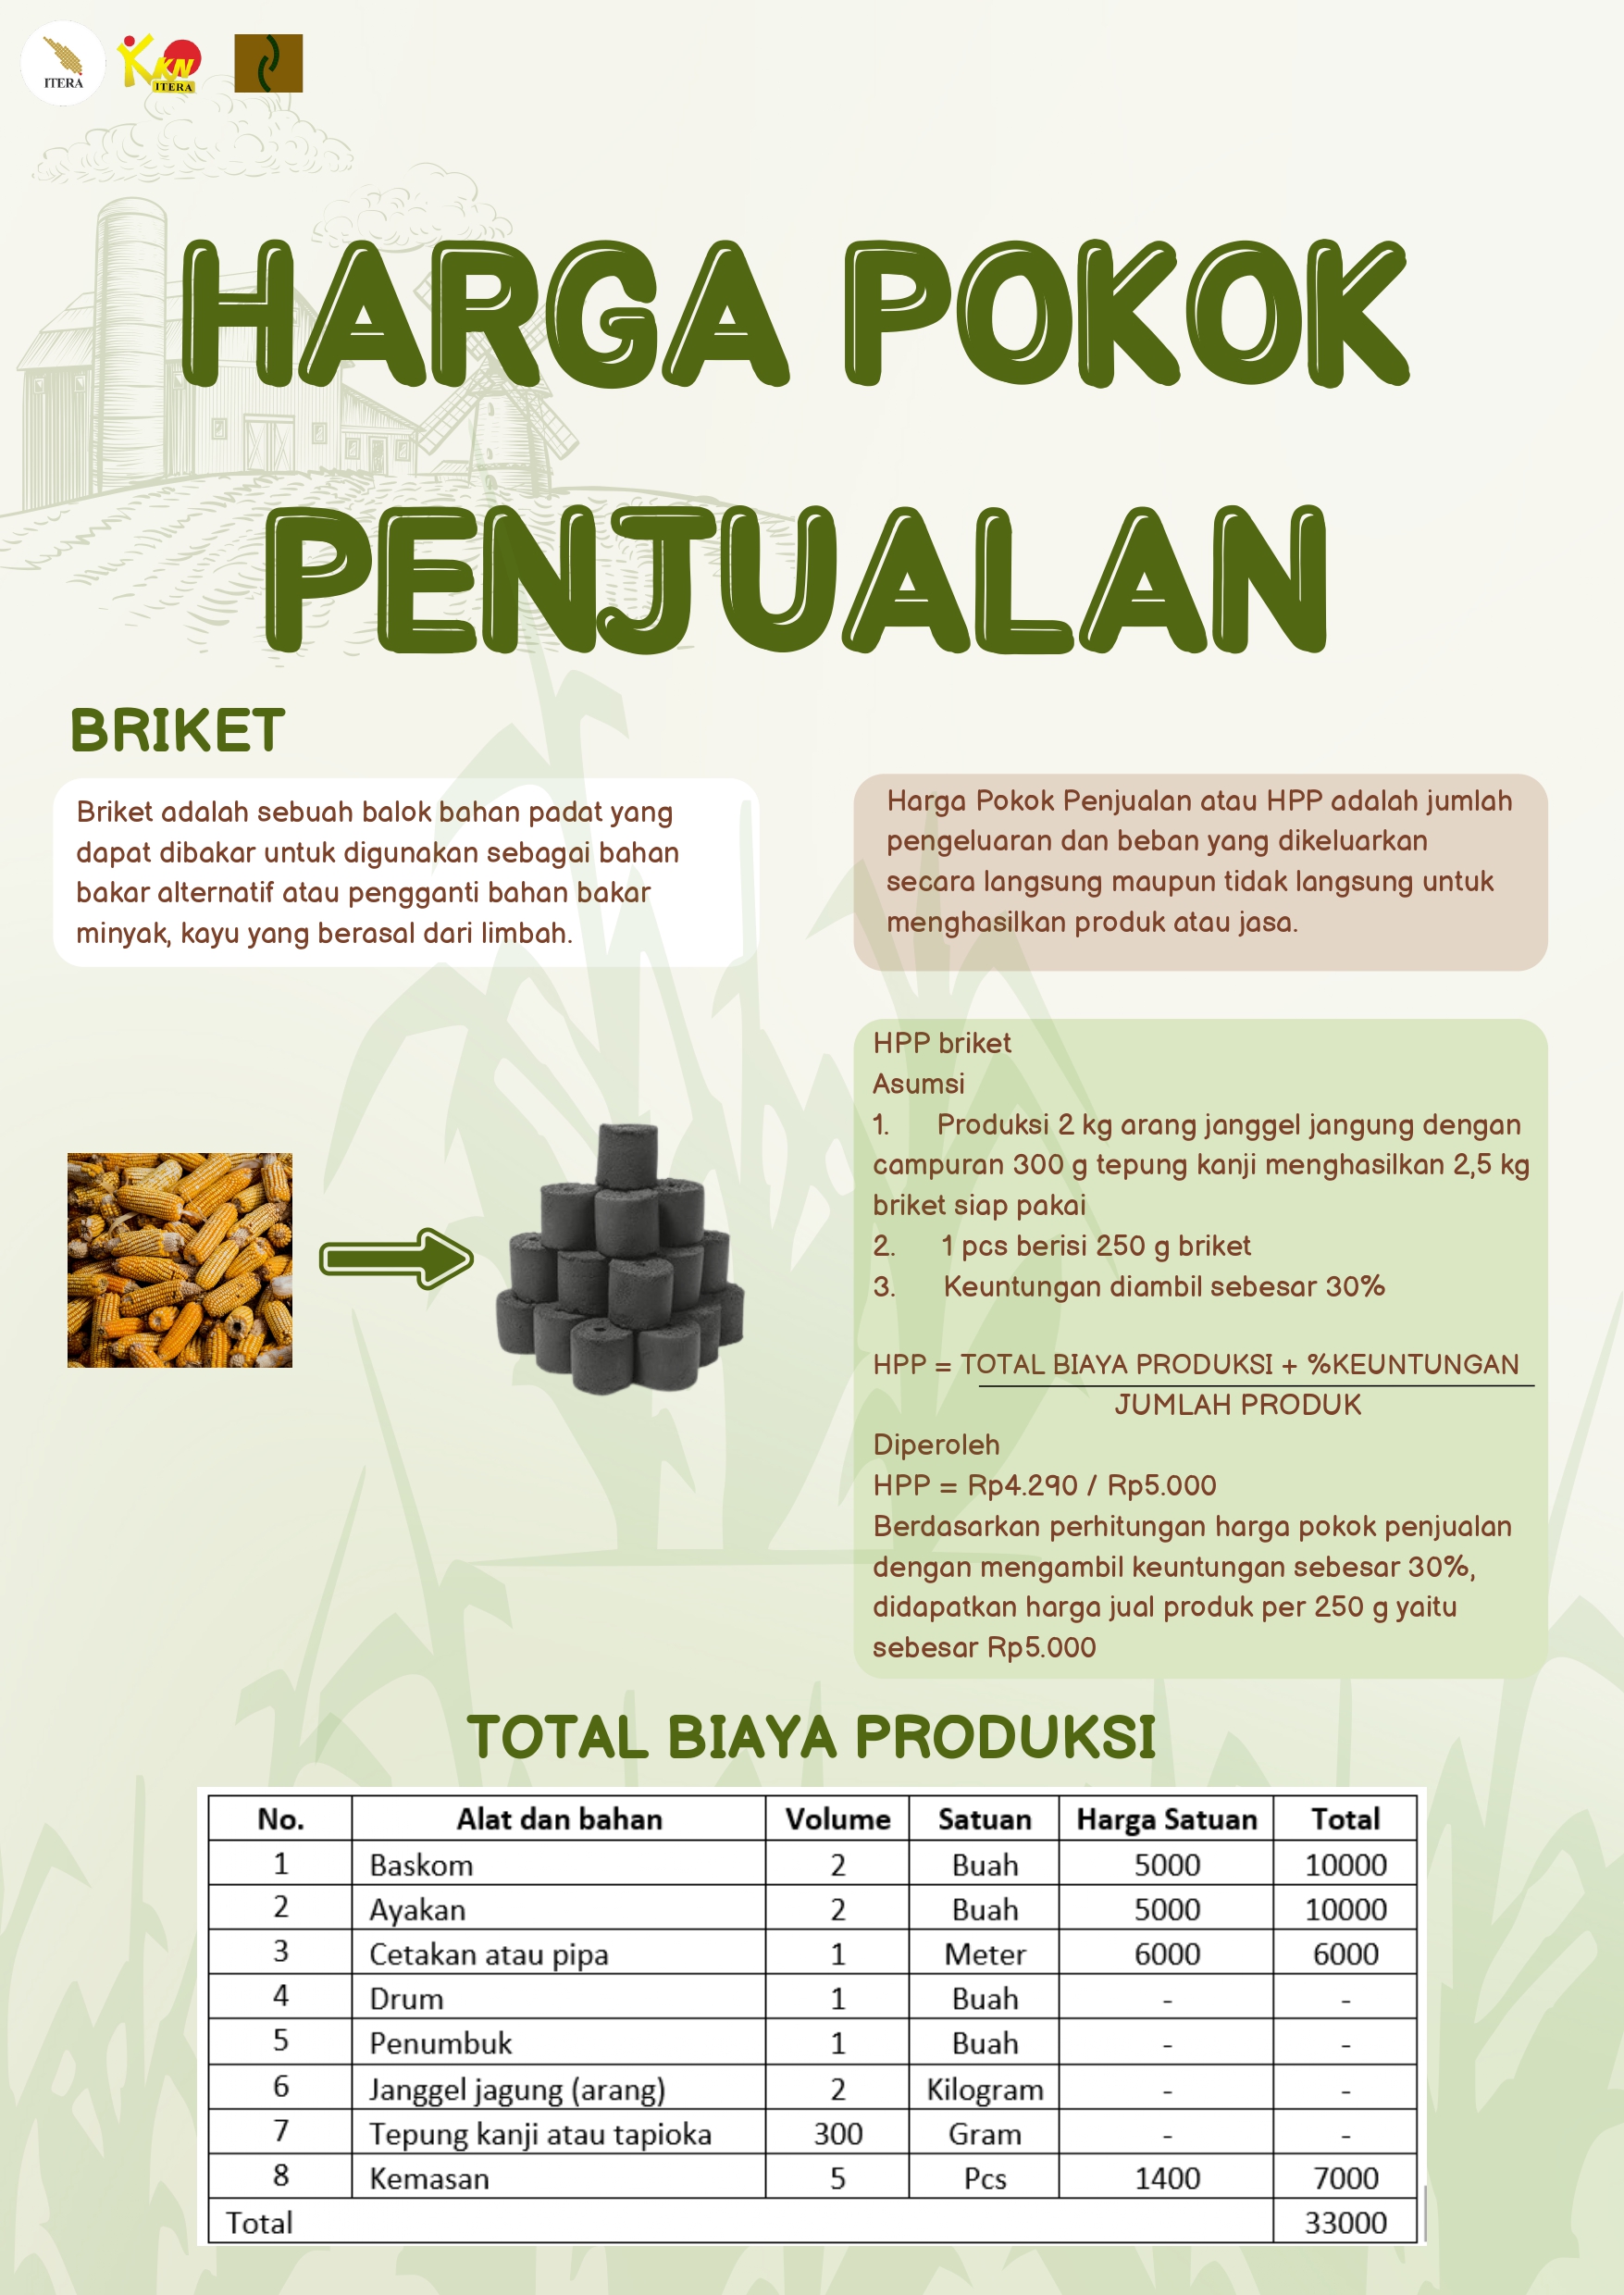 ITERA
KKN
ITERA
HARGA POKOK
PENJUALAN
BRIKET
Briket adalah sebuah balok bahan padat yang
dapat dibakar untuk digunakan sebagai bahan
bakar alternatif atau pengganti bahan bakar
minyak, kayu yang berasal dari limbah.
Harga Pokok Penjualan atau HPP adalah jumlah
pengeluaran dan beban yang dikeluarkan
secara langsung maupun tidak langsung untuk
menghasilkan produk atau jasa.
HPP briket
Asumsi
1. Produksi 2 kg arang janggel jangung dengan
campuran 300 g tepung kanji menghasilkan 2,5 kg
briket siap pakai
2. 1 pcs berisi 250 g briket
3. Keuntungan diambil sebesar 30%
HPP = TOTAL BIAYA PRODUKSI + %KEUNTUNGAN
JUMLAH PRODUK
Diperoleh
HPP = Rp4.290 / Rp5.000
Berdasarkan perhitungan harga pokok penjualan
dengan mengambil keuntungan sebesar 30%,
didapatkan harga jual produk per 250 g yaitu
sebesar Rp5.000
TOTAL BIAYA PRODUKSI
No. Alat dan bahan Volume Satuan Harga Satuan Total
1 Baskom 2 Buah 5000 10000
2 Ayakan 2 Buah 5000 10000
3 Cetakan atau pipa 1 Meter 6000 6000
4 Drum 1 Buah - -
5 Penumbuk 1 Buah - -
6 Janggel jagung (arang) 2 Kilogram - -
7 Tepung kanji atau tapioka 300 Gram - -
8 Kemasan 5 Pcs 1400 7000
Total 33000